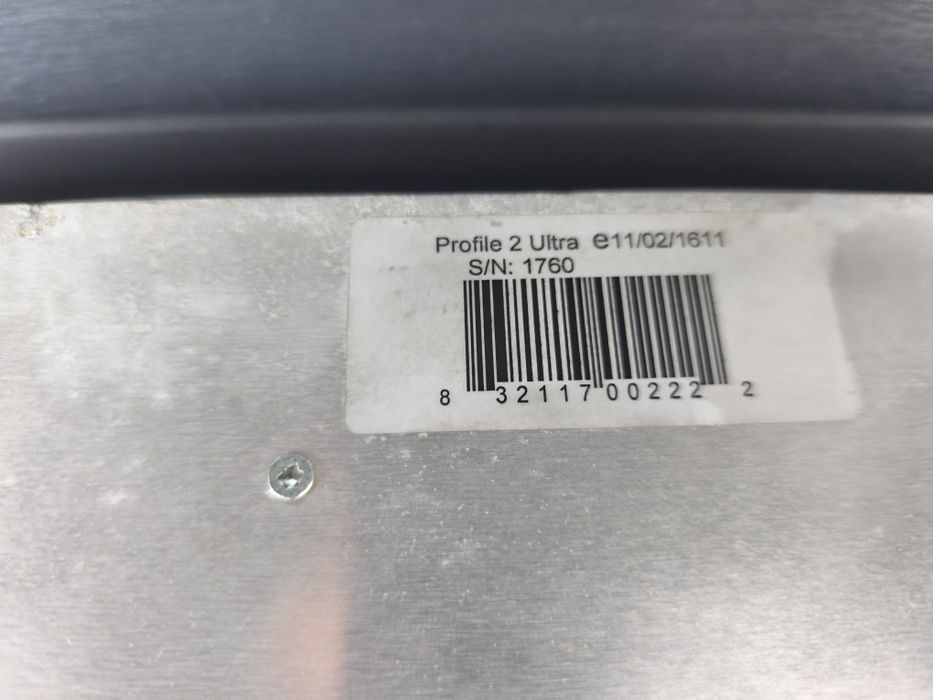 Profile 2 Ultra e11/02/1611
S/N: 1760
8 32117 00222 2